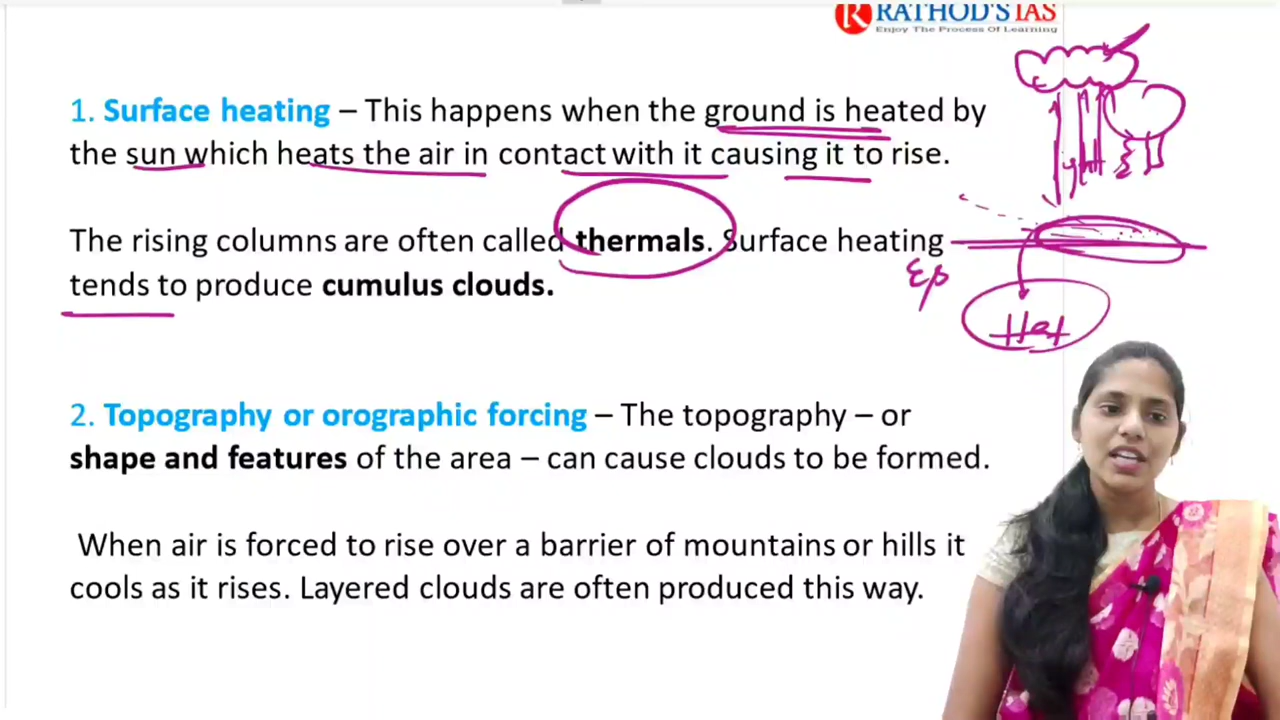 RATHOD'S IAS
Enjoy The Process Of Learning
1. Surface heating – This happens when the ground is heated by
the sun which heats the air in contact with it causing it to rise.
The rising columns are often called thermals. Surface heating
tends to produce cumulus clouds.
Hat
2. Topography or orographic forcing – The topography – or
shape and features of the area – can cause clouds to be formed.
When air is forced to rise over a barrier of mountains or hills it
cools as it rises. Layered clouds are often produced this way.